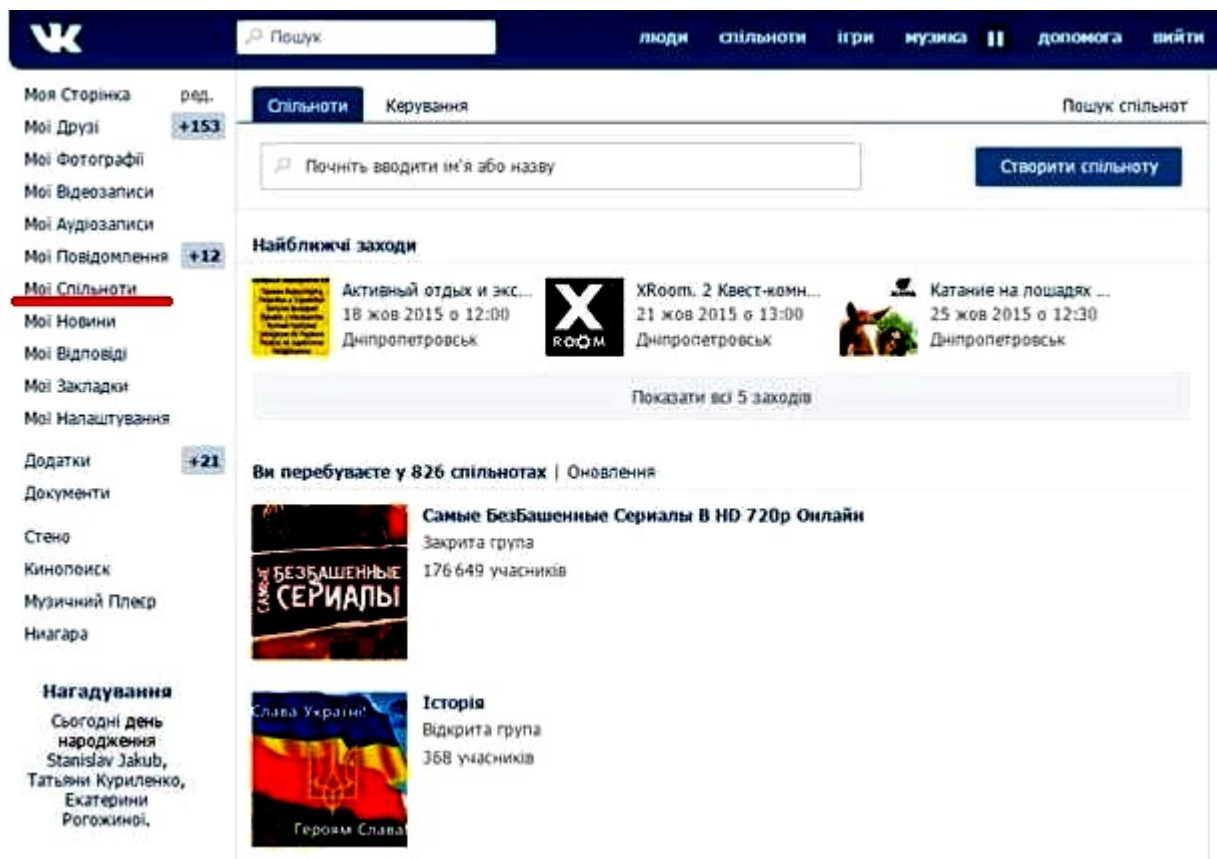 Пошук
люди спільноти ігри музика допомога вийти
Моя Сторінка ред.
Мої Друзі +153
Мої Фотографії
Мої Відеозаписи
Мої Аудіозаписи
Мої Повідомлення +12
Мої Спільноти
Мої Новини
Мої Відповіді
Мої Закладки
Мої Налаштування
Додатки +21
Документи
Стено
Кинопоиск
Музичний Плеєр
Ниагара
Нагадування
Сьогодні день
народження
Stanislav Jakub,
Татьяни Куриленко,
Екатерини
Рогожиної.
Спільноти Керування Пошук спільнот
Почніть вводити ім'я або назву
Створити спільноту
Найближчі заходи
Активный отдых и экс...
18 жов 2015 о 12:00
Дніпропетровськ
X
ROOM
XRoom. 2 Квест-комн...
21 жов 2015 о 13:00
Дніпропетровськ
Катание на лошадях ...
25 жов 2015 о 12:30
Дніпропетровськ
Показати всі 5 заходів
Ви перебуваєте у 826 спільнотах | Оновлення
САМЫЕ
БЕЗБАШЕННЫЕ
СЕРИАЛЫ
Самые БезБашенные Сериалы В HD 720p Онлайн
Закрита група
176 649 учасників
Слава Україні!
Героям Слава!
Історія
Відкрита група
368 учасників